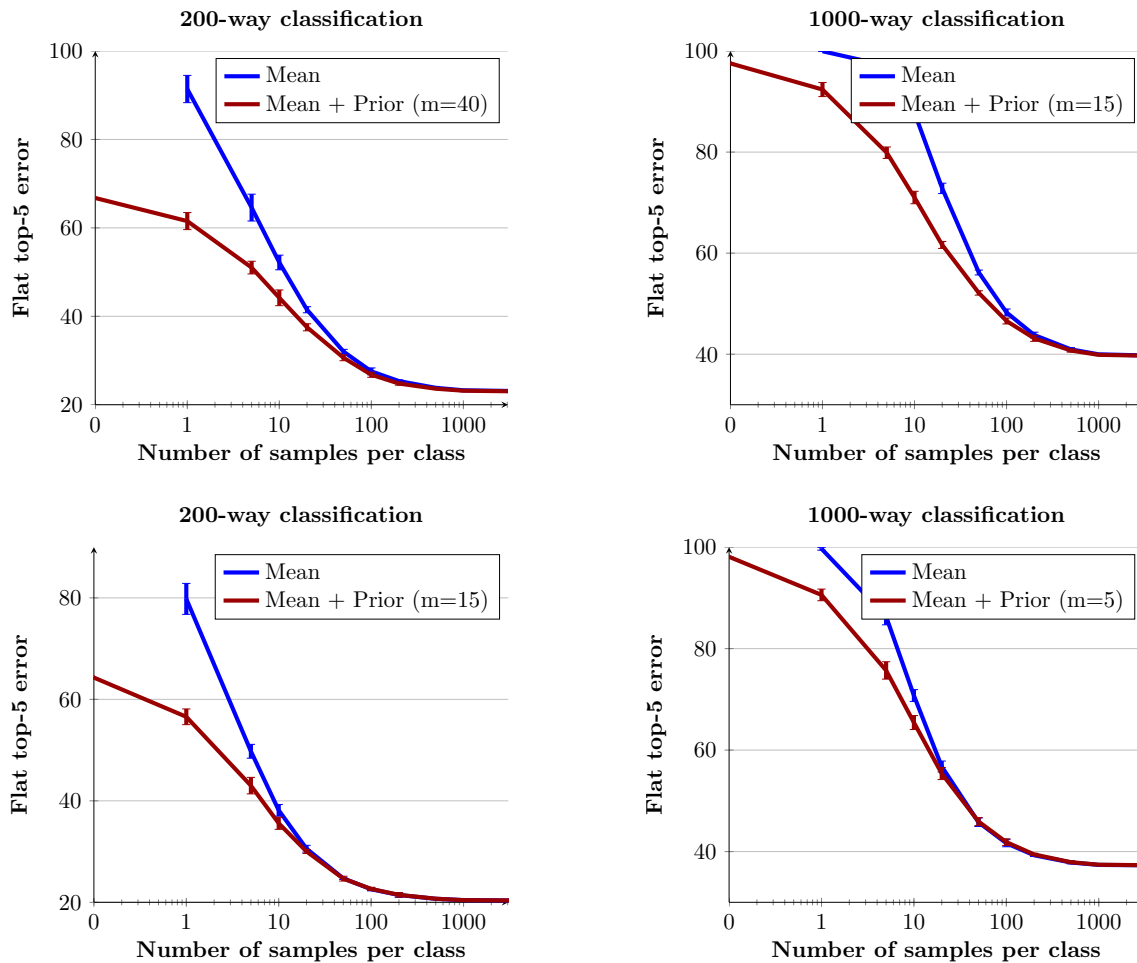 200-way classification
100
80
60
40
20
Flat top-5 error
Mean
Mean + Prior (m=40)
0 1 10 100 1000
Number of samples per class
1000-way classification
100
80
60
40
Flat top-5 error
Mean
Mean + Prior (m=15)
0 1 10 100 1000
Number of samples per class
200-way classification
80
60
40
20
Flat top-5 error
Mean
Mean + Prior (m=15)
0 1 10 100 1000
Number of samples per class
1000-way classification
100
80
60
40
Flat top-5 error
Mean
Mean + Prior (m=5)
0 1 10 100 1000
Number of samples per class